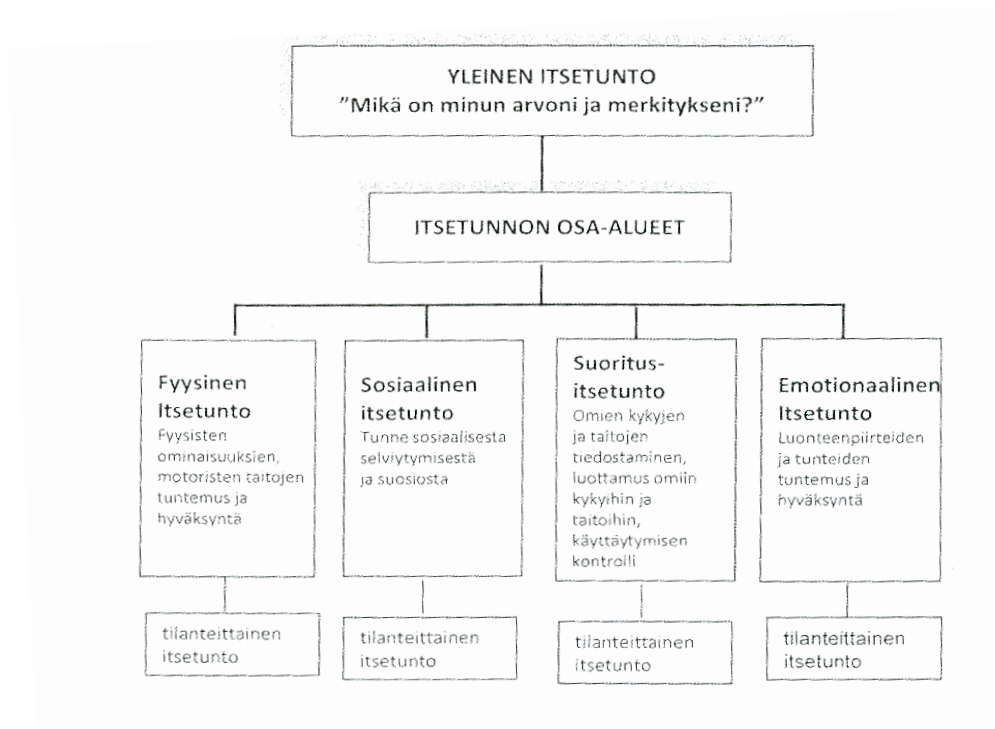 YLEINEN ITSETUNTO
”Mikä on minun arvoni ja merkitykseni?”
ITSETUNNON OSA-ALUEET
Fyysinen
Itsetunto
Fyysisten
ominaisuuksien,
motoristen taitojen
tuntemus ja
hyväksyntä
Sosiaalinen
itsetunto
Tunne sosiaalisesta
selviytymisestä
ja suosiosta
Suoritus-
itsetunto
Omien kykyjen
ja taitojen
tiedostaminen,
luottamus omiin
kykyihin ja
taitoihin,
käyttäytymisen
kontrolli
Emotionaalinen
Itsetunto
Luonteenpiirteiden
ja tunteiden
tuntemus ja
hyväksyntä
tilanteittainen
itsetunto
tilanteittainen
itsetunto
tilanteittainen
itsetunto
tilanteittainen
itsetunto